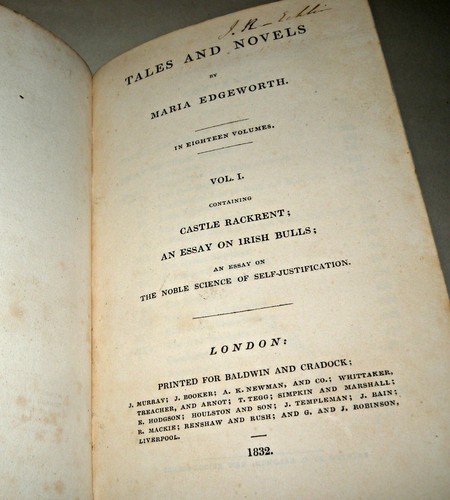 TALES AND NOVELS
BY
MARIA EDGEWORTH.
IN EIGHTEEN VOLUMES.
VOL. I.
CONTAINING
CASTLE RACKRENT;
AN ESSAY ON IRISH BULLS;
AN ESSAY ON
THE NOBLE SCIENCE OF SELF-JUSTIFICATION.
LONDON:
PRINTED FOR BALDWIN AND CRADOCK;
J. MURRAY; J. BOOKER; A. K. NEWMAN, AND CO.; WHITTAKER,
TREACHER, AND ARNOT; T. TEGG; SIMPKIN AND MARSHALL;
E. HODGSON; HOULSTON AND SON; J. TEMPLEMAN; J. BAIN;
R. MACKIE; RENSHAW AND RUSH; AND G. AND J. ROBINSON,
LIVERPOOL.
1832.